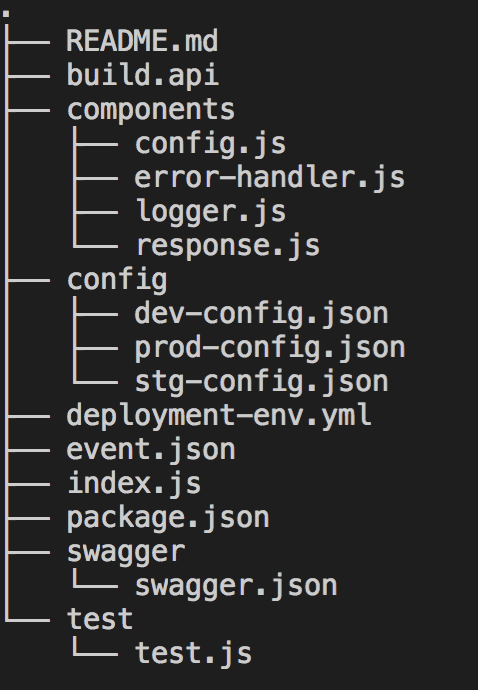 .
├── README.md
├── build.api
├── components
│   ├── config.js
│   ├── error-handler.js
│   ├── logger.js
│   └── response.js
├── config
│   ├── dev-config.json
│   ├── prod-config.json
│   └── stg-config.json
├── deployment-env.yml
├── event.json
├── index.js
├── package.json
├── swagger
│   └── swagger.json
└── test
    └── test.js